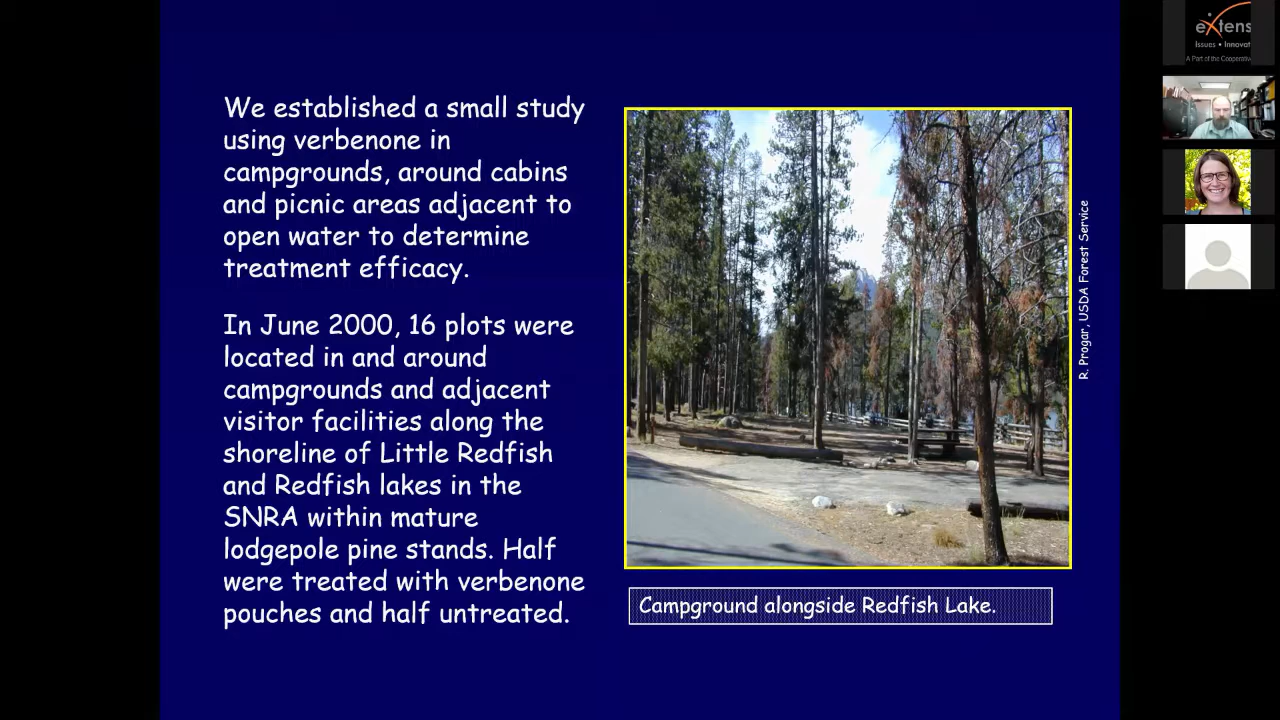 We established a small study
using verbenone in
campgrounds, around cabins
and picnic areas adjacent to
open water to determine
treatment efficacy.
In June 2000, 16 plots were
located in and around
campgrounds and adjacent
visitor facilities along the
shoreline of Little Redfish
and Redfish lakes in the
SNRA within mature
lodgepole pine stands. Half
were treated with verbenone
pouches and half untreated.
R. Progar, USDA Forest Service
Campground alongside Redfish Lake.
eXtens
Issues • Innovat
A Part of the Cooperativ